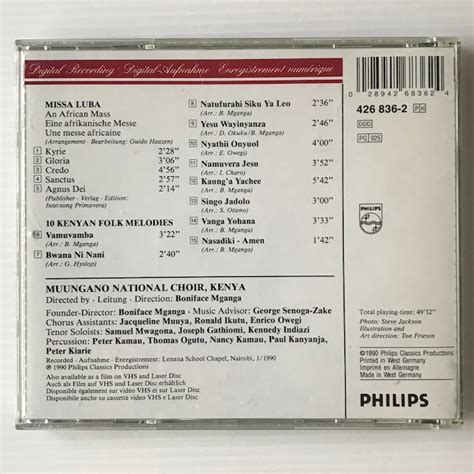 Digital Recording · Digital Aufnahme · Enregistrement numérique
MISSA LUBA
An African Mass
Eine afrikanische Messe
Une messe africaine
(Arrangement · Bearbeitung: Guido Haazen)
1 Kyrie 2'28"
2 Gloria 3'06"
3 Credo 4'56"
4 Sanctus 2'57"
5 Agnus Dei 2'14"
(Publisher · Verlag · Edition:
Intersong Primavera)
10 KENYAN FOLK MELODIES
6 Vamuvamba 3'22"
(Arr.: B. Mganga)
7 Bwana Ni Nani 2'40"
(Arr.: G. Hyslop)
8 Natufurahi Siku Ya Leo 2'36"
(Arr.: B. Mganga)
9 Yesu Wayinyanza 2'46"
(Arr.: D. Okuku/B. Mganga)
10 Nyathii Onyuol
(Arr.: E. Owegi)
11 Namuvera Jesu 3'52"
(Arr.: I. Charo)
12 Kaung'a Yachee
(Arr.: B. Mganga)
13 Singo Jadolo
(Arr.: S. Otieno)
14 Vanga Yohana
(Arr.: B. Mganga)
15 Nasadiki - Amen 1'42"
(Arr.: B. Mganga)
MUUNGANO NATIONAL CHOIR, KENYA
Directed by · Leitung · Direction: Boniface Mganga
Founder-Director: Boniface Mganga · Music Advisor: George Senoga-Zake
Chorus Assistants: Jacqueline Muuya, Ronald Ikutu, Enrico Owegi
Tenor Soloists: Samuel Mwagona, Joseph Gathiomi, Kennedy Indiazi
Percussion: Peter Kamau, Thomas Ogutu, Nancy Kamau, Paul Kanyanja,
Peter Kiarie
Recorded · Aufnahme · Enregistrement: Lenana School Chapel, Nairobi, 1/1990
℗ 1990 Philips Classics Productions
Also available as a film on VHS and Laser Disc
Auch als Film auf VHS und Laser Disc erhältlich
Disponible également sur vidéo VHS et sur Laser Disc
Disponibile anche su cassetta video VHS e Laser Disc
0 28942 68362 4
426 836-2 PH
DDD
PG 925
PHILIPS
Total playing-time: 49'32"
Photo: Steve Jackson
Illustration and
Art direction: Ton Friesen
©1990 Philips Classics Productions
Printed in West Germany
Imprimé en Allemagne
Made in West Germany
PHILIPS